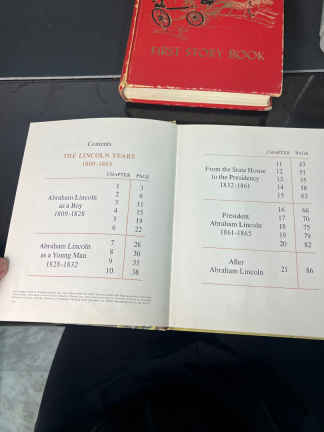 FIRST STORY BOOK
Contents
THE LINCOLN YEARS
1809-1865
CHAPTER PAGE
1 3
2 6
Abraham Lincoln 3 11
as a Boy 4 15
1809-1828 5 19
6 22
Abraham Lincoln 7 26
as a Young Man 8 30
1828-1832 9 35
10 38
CHAPTER PAGE
11 43
From the State House 12 51
to the Presidency 13 55
1832-1861 14 58
15 63
16 66
President 17 70
Abraham Lincoln 18 75
1861-1865 19 79
20 82
After
Abraham Lincoln 21 86